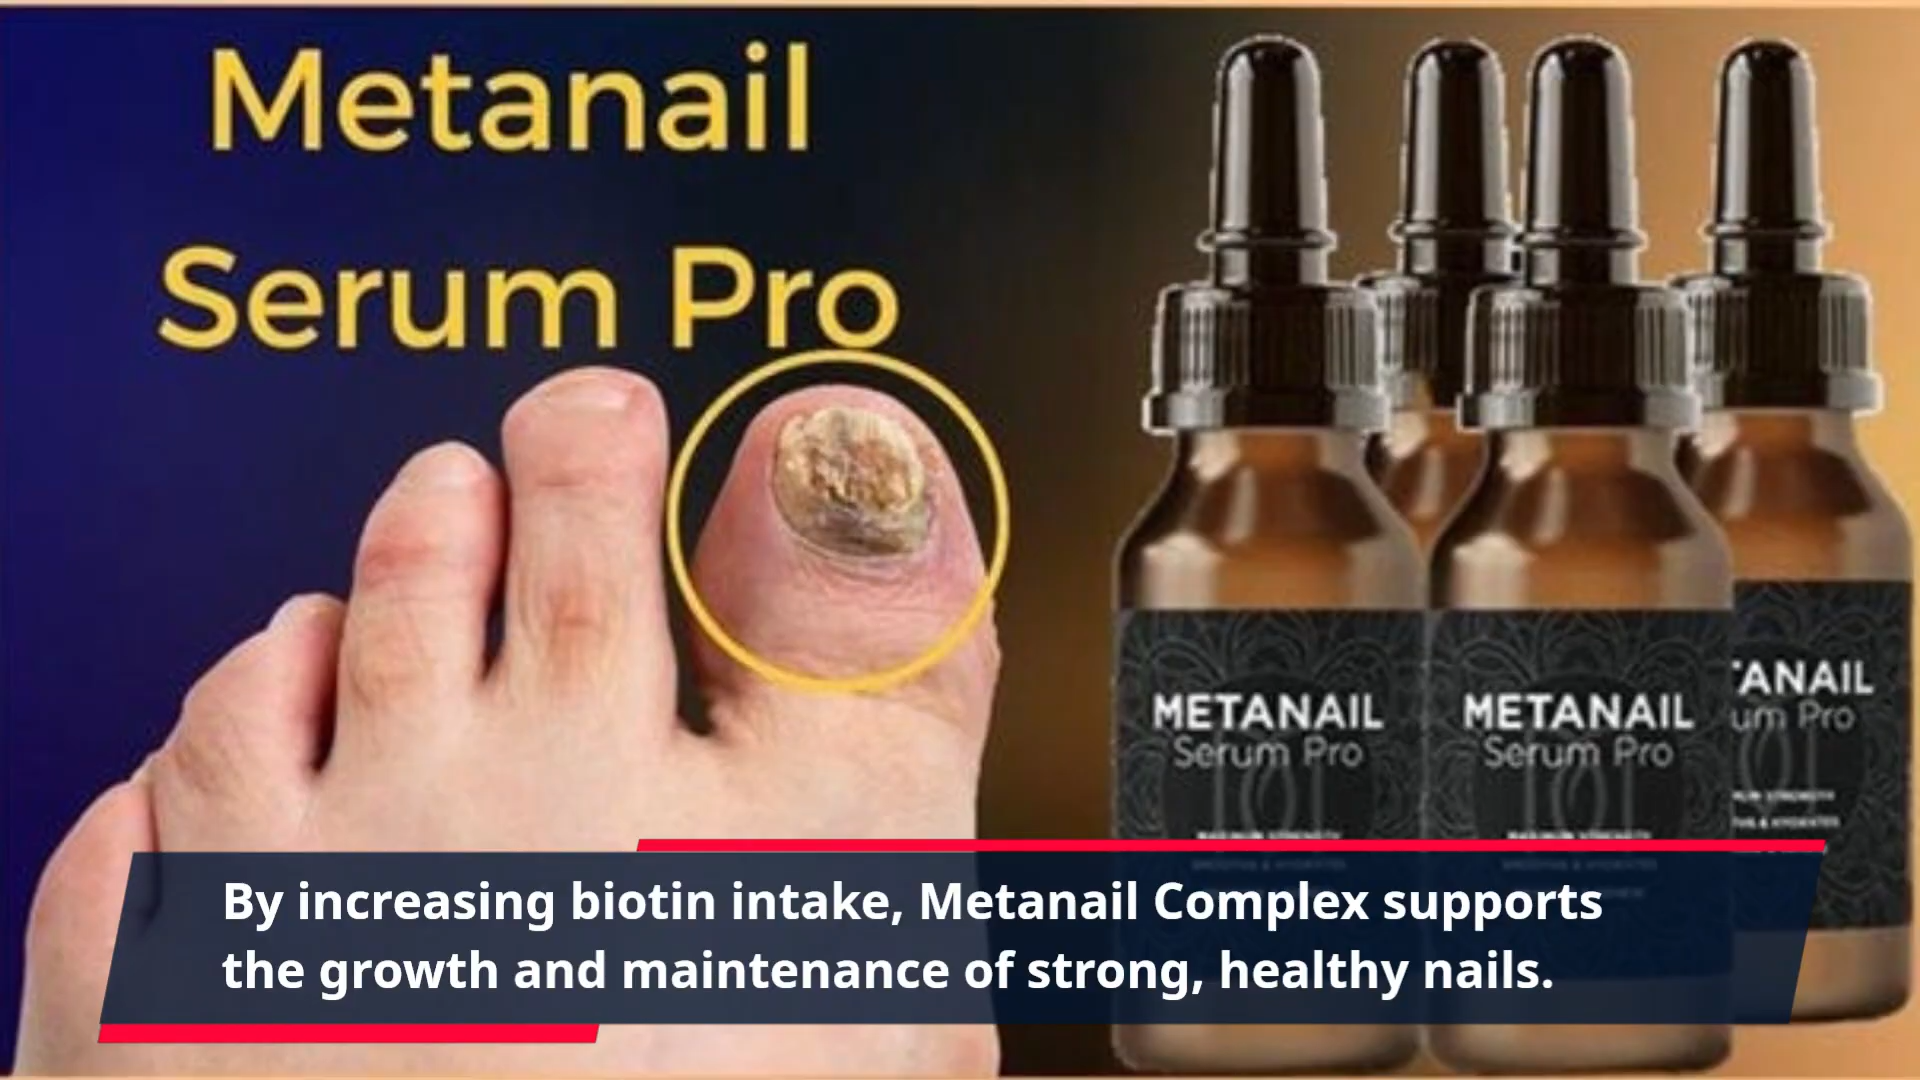 Metanail
Serum Pro
METANAIL
Serum Pro
METANAIL
Serum Pro
TANAIL
um Pro
By increasing biotin intake, Metanail Complex supports
the growth and maintenance of strong, healthy nails.